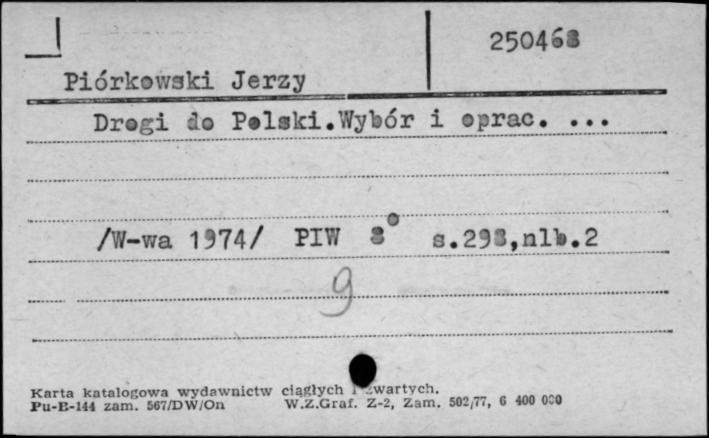 250468
Piórkowski Jerzy
Drogi do Polski.Wybór i oprac. ...
/W-wa 1974/ PIW 8° s.298,nlb.2
9
Karta katalogowa wydawnictw ciągłych i zwartych.
Pu-B-144 zam. 567/DW/On W.Z.Graf. Z-2, Zam. 502/77, 6 400 000